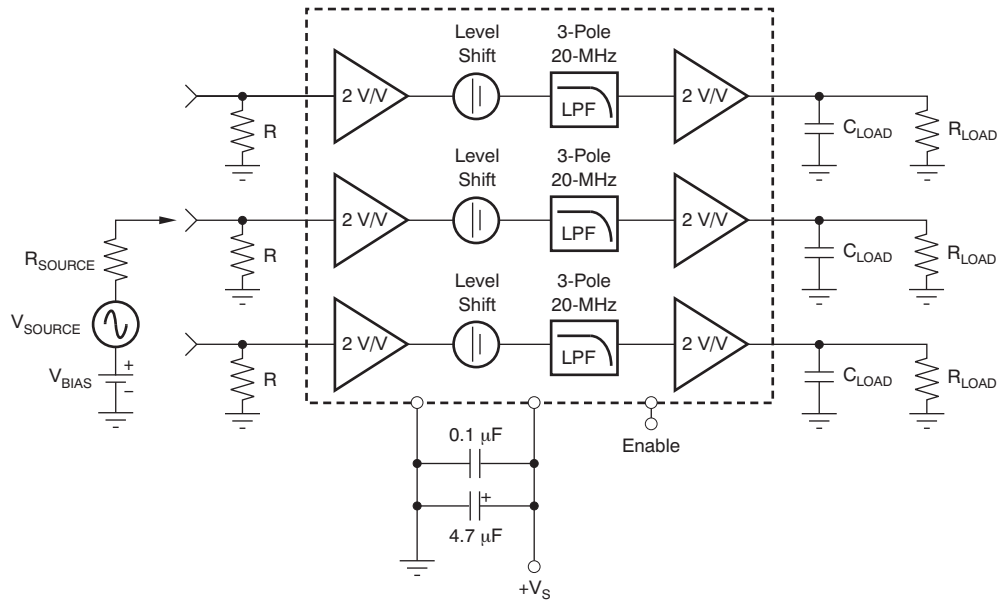 Level Shift
3-Pole 20-MHz
2 V/V
LPF
2 V/V
R
C_LOAD
R_LOAD
Level Shift
3-Pole 20-MHz
2 V/V
LPF
2 V/V
R
C_LOAD
R_LOAD
R_SOURCE
V_SOURCE
V_BIAS
+
−
Level Shift
3-Pole 20-MHz
2 V/V
LPF
2 V/V
R
C_LOAD
R_LOAD
Enable
0.1 μF
+
4.7 μF
+V_S